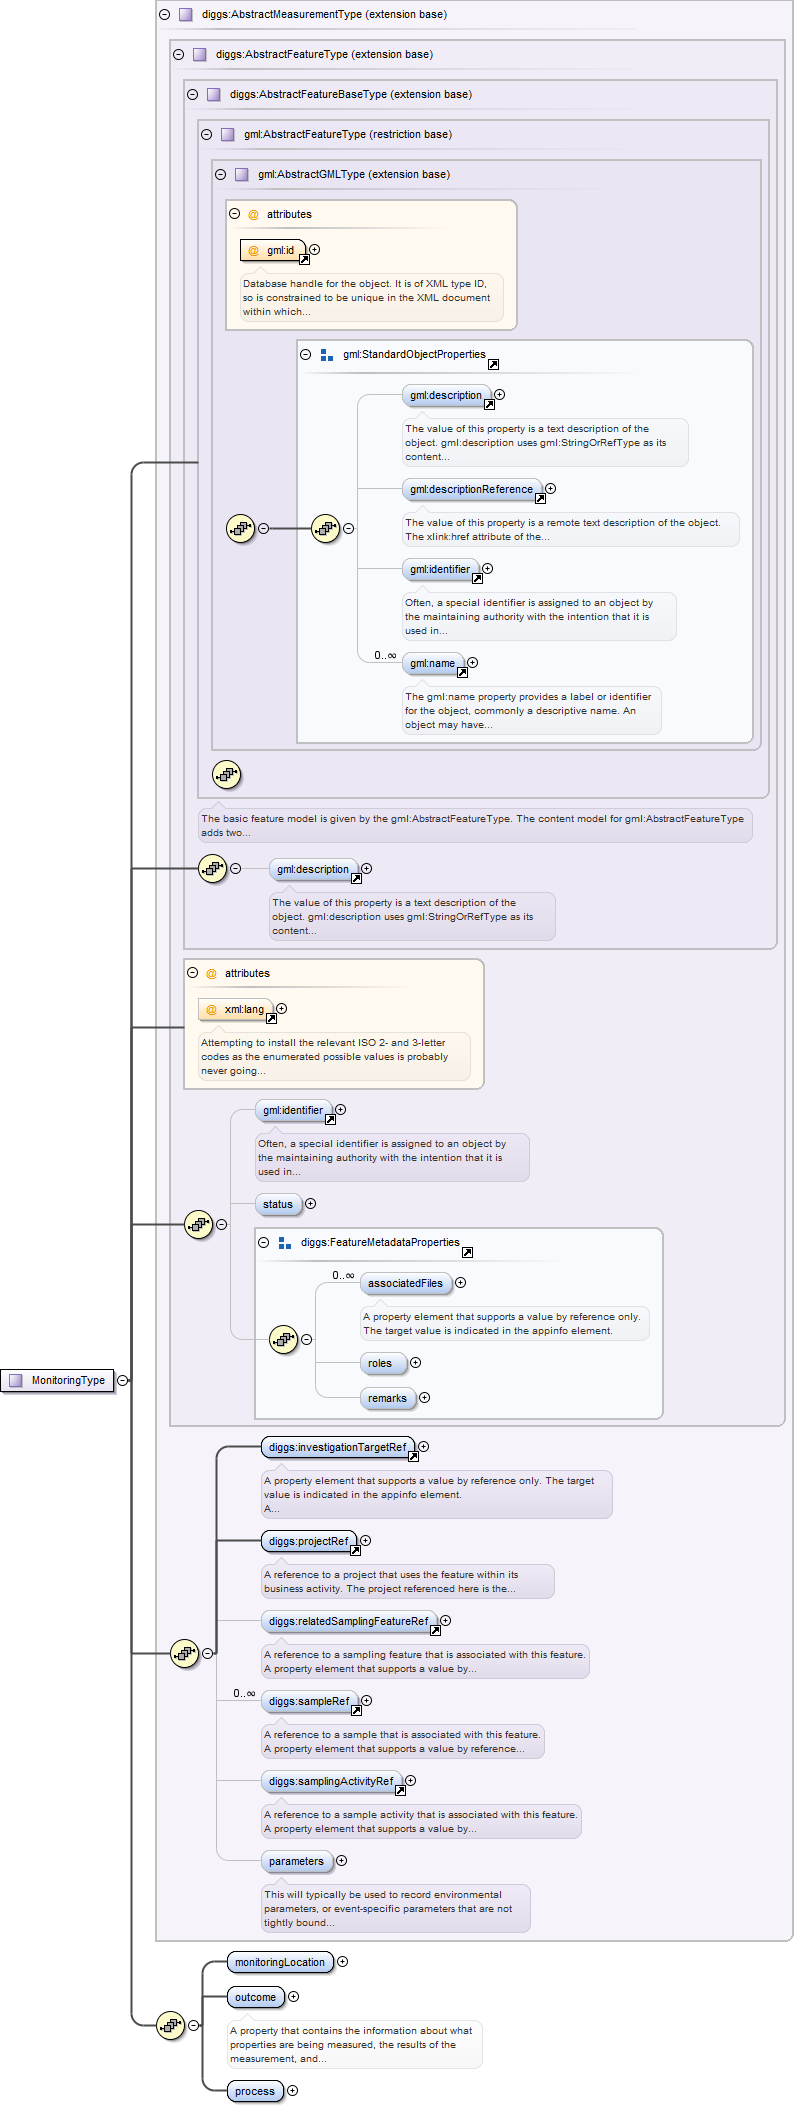 diggs:AbstractMeasurementType (extension base)
diggs:AbstractFeatureType (extension base)
diggs:AbstractFeatureBaseType (extension base)
gml:AbstractFeatureType (restriction base)
gml:AbstractGMLType (extension base)
@ attributes
@ gml:id
Database handle for the object. It is of XML type ID,
so is constrained to be unique in the XML document
within which...
gml:StandardObjectProperties
gml:description
The value of this property is a text description of the
object. gml:description uses gml:StringOrRefType as its
content...
gml:descriptionReference
The value of this property is a remote text description of the object.
The xlink:href attribute of the...
gml:identifier
Often, a special identifier is assigned to an object by
the maintaining authority with the intention that it is
used in...
0..∞
gml:name
The gml:name property provides a label or identifier
for the object, commonly a descriptive name. An
object may have...
The basic feature model is given by the gml:AbstractFeatureType. The content model for gml:AbstractFeatureType
adds two...
gml:description
The value of this property is a text description of the
object. gml:description uses gml:StringOrRefType as its
content...
@ attributes
@ xml:lang
Attempting to install the relevant ISO 2- and 3-letter
codes as the enumerated possible values is probably
never going...
gml:identifier
Often, a special identifier is assigned to an object by
the maintaining authority with the intention that it is
used in...
status
diggs:FeatureMetadataProperties
0..∞
associatedFiles
A property element that supports a value by reference only.
The target value is indicated in the appinfo element.
roles
remarks
MonitoringType
diggs:investigationTargetRef
A property element that supports a value by reference only. The target
value is indicated in the appinfo element.
A...
diggs:projectRef
A reference to a project that uses the feature within its
business activity. The project referenced here is the...
diggs:relatedSamplingFeatureRef
A reference to a sampling feature that is associated with this feature.
A property element that supports a value by...
0..∞
diggs:sampleRef
A reference to a sample that is associated with this feature.
A property element that supports a value by reference...
diggs:samplingActivityRef
A reference to a sample activity that is associated with this feature.
A property element that supports a value by...
parameters
This will typically be used to record environmental
parameters, or event-specific parameters that are not
tightly bound...
monitoringLocation
outcome
A property that contains the information about what
properties are being measured, the results of the
measurement, and...
process